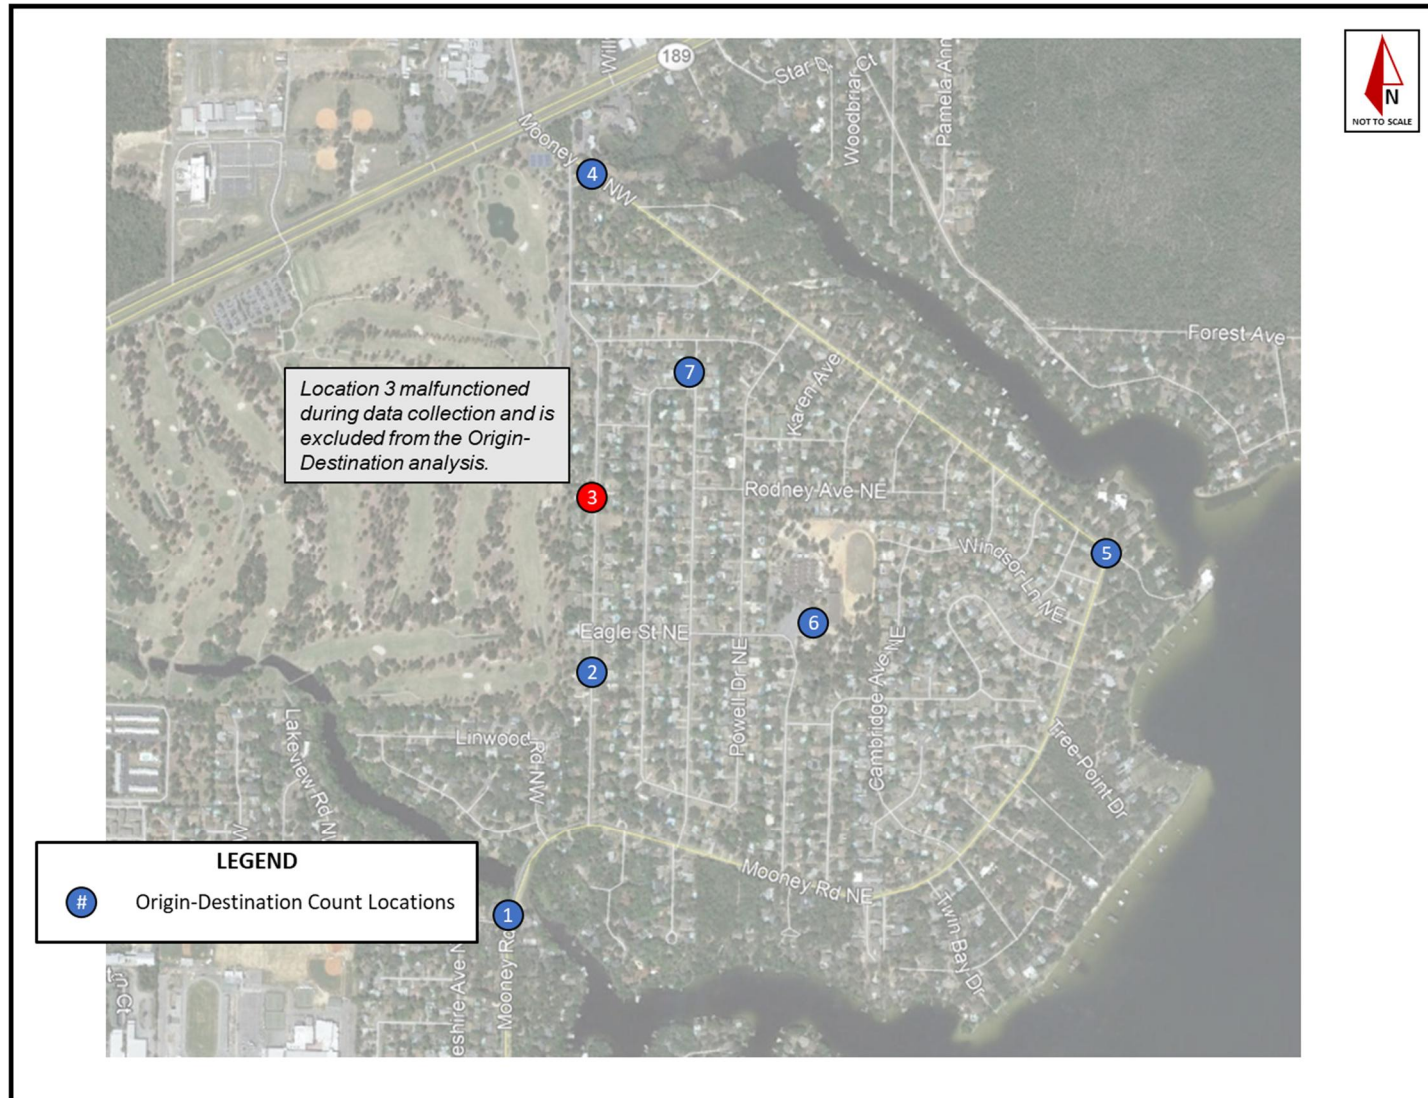 189
Star D
Woodbriar Ct
Pamela Ann
N
NOT TO SCALE
Mooney
NW
4
Forest Ave
7
Karen Ave
Location 3 malfunctioned
during data collection and is
excluded from the Origin-
Destination analysis.
3
Rodney Ave NE
Windsor Ln NE
5
6
Eagle St NE
2
Powell Dr NE
Cambridge Ave NE
Linwood
Rd NW
Lakeview Rd N
Tree Point Dr
LEGEND
# Origin-Destination Count Locations
Mooney Rd NE
1
Mooney Rd
eshire Ave N
Twin Bay Dr
Ct